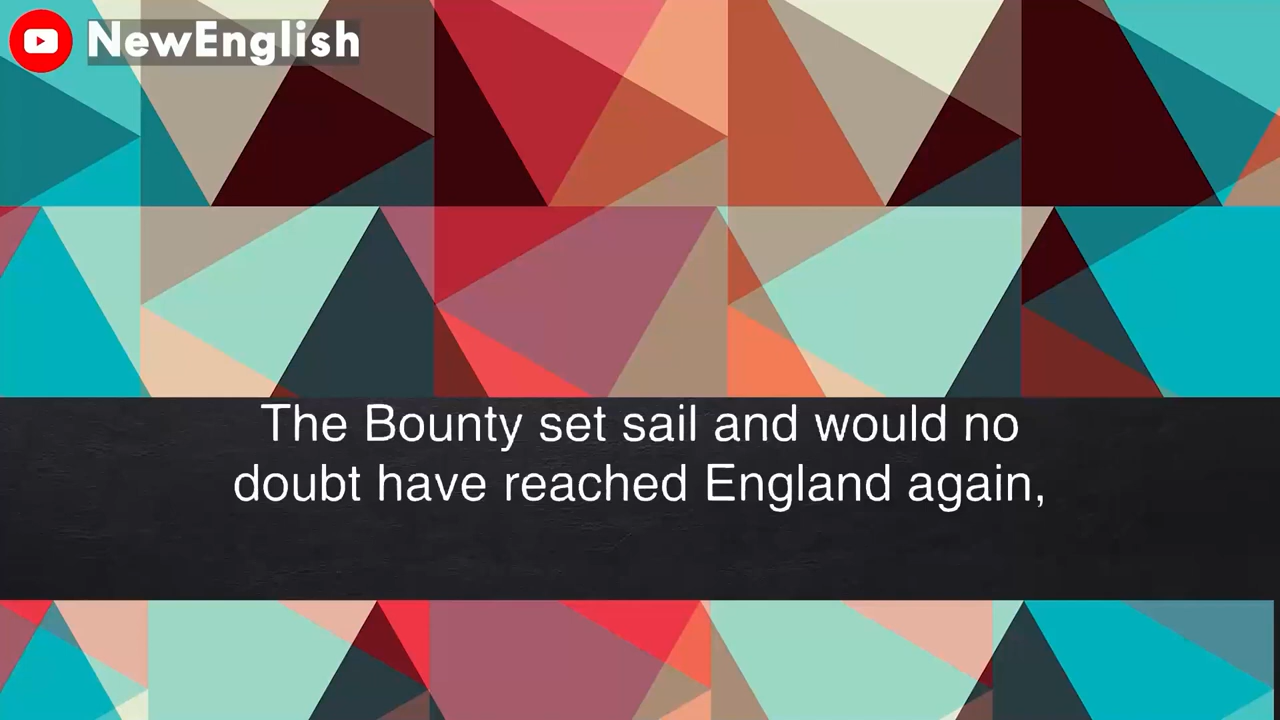 NewEnglish
The Bounty set sail and would no
doubt have reached England again,